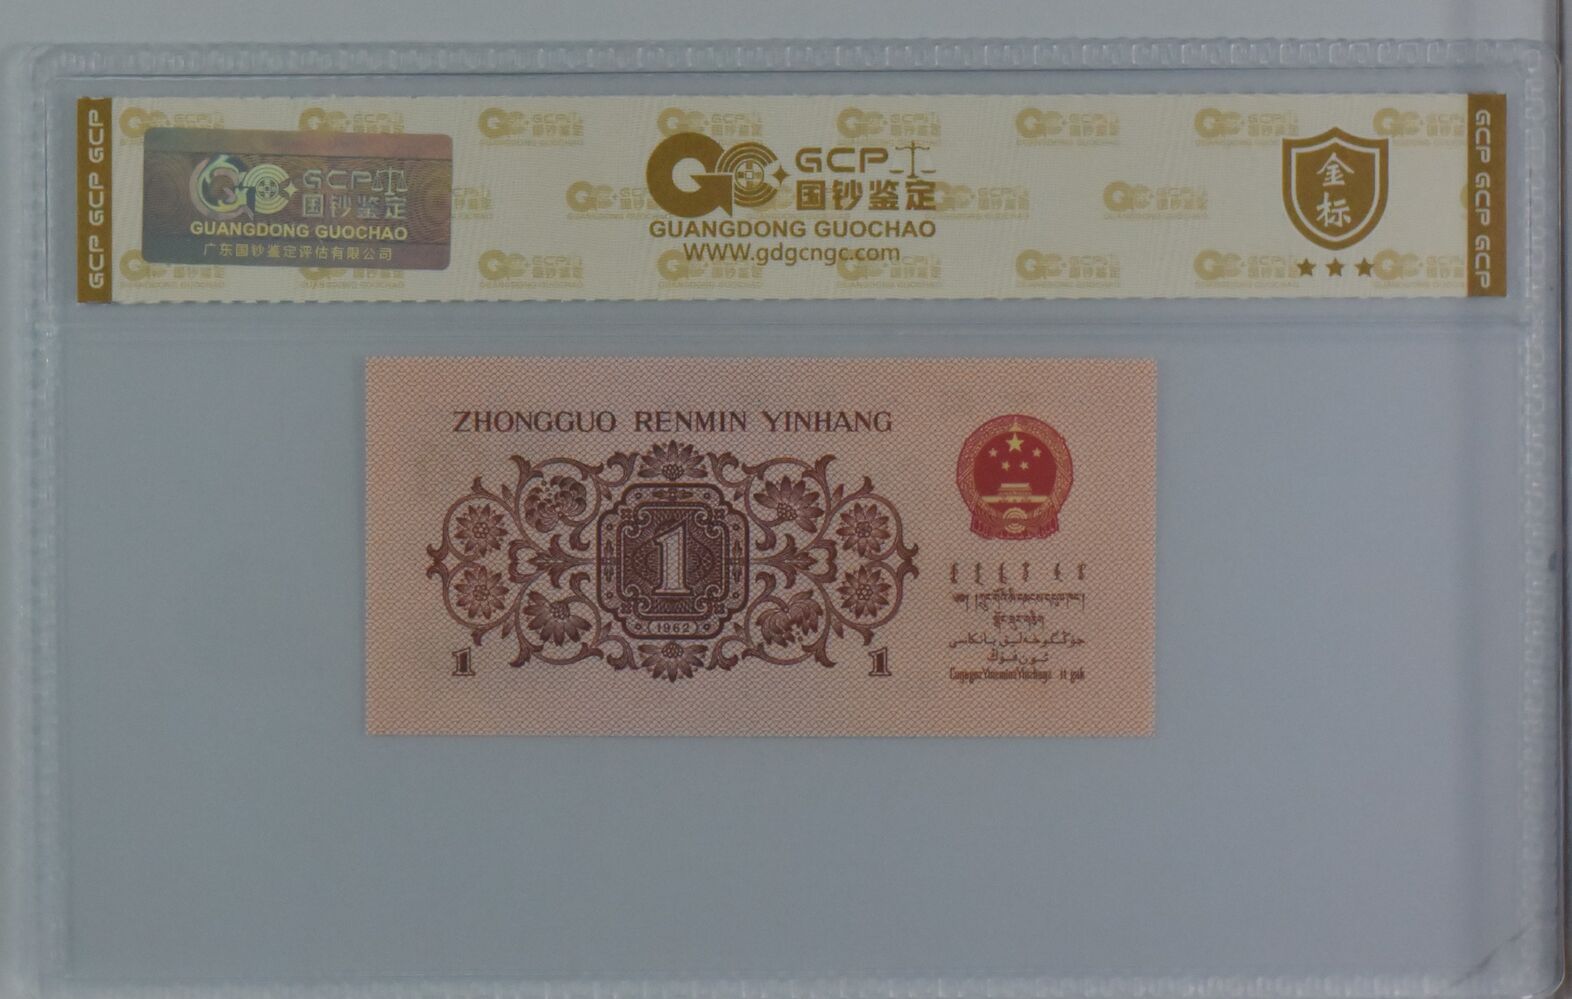 GCP GCP GCP
GCP
国钞鉴定
GUANGDONG GUOCHAO
广东国钞鉴定评估有限公司
GCP
国钞鉴定
GUANGDONG GUOCHAO
WWW.gdgcngc.com
金
标
GCP GCP GCP
ZHONGGUO RENMIN YINHANG
1
(1962)
1
1